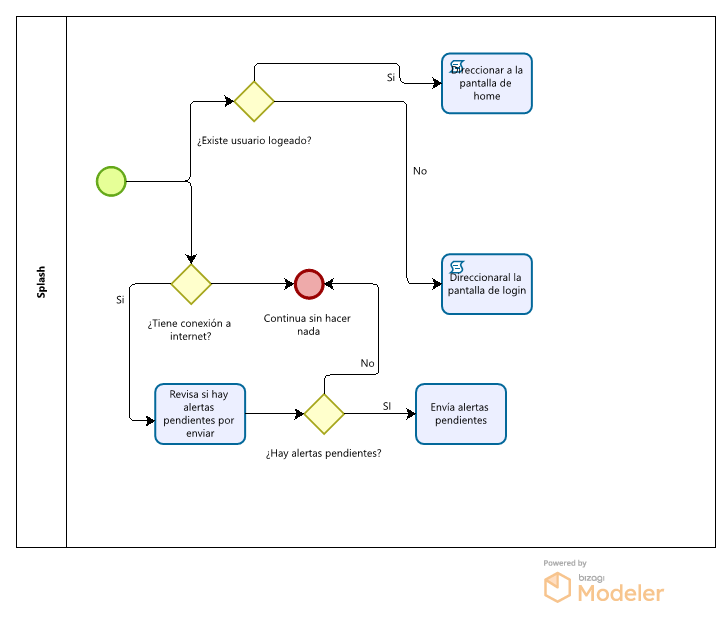 Splash
Si
Direccionar a la
pantalla de
home
¿Existe usuario logeado?
No
Direccionaral la
pantalla de login
Si
¿Tiene conexión a
internet?
Continua sin hacer
nada
No
Revisa si hay
alertas
pendientes por
enviar
SI
Envía alertas
pendientes
¿Hay alertas pendientes?
Powered by
bizagi
Modeler